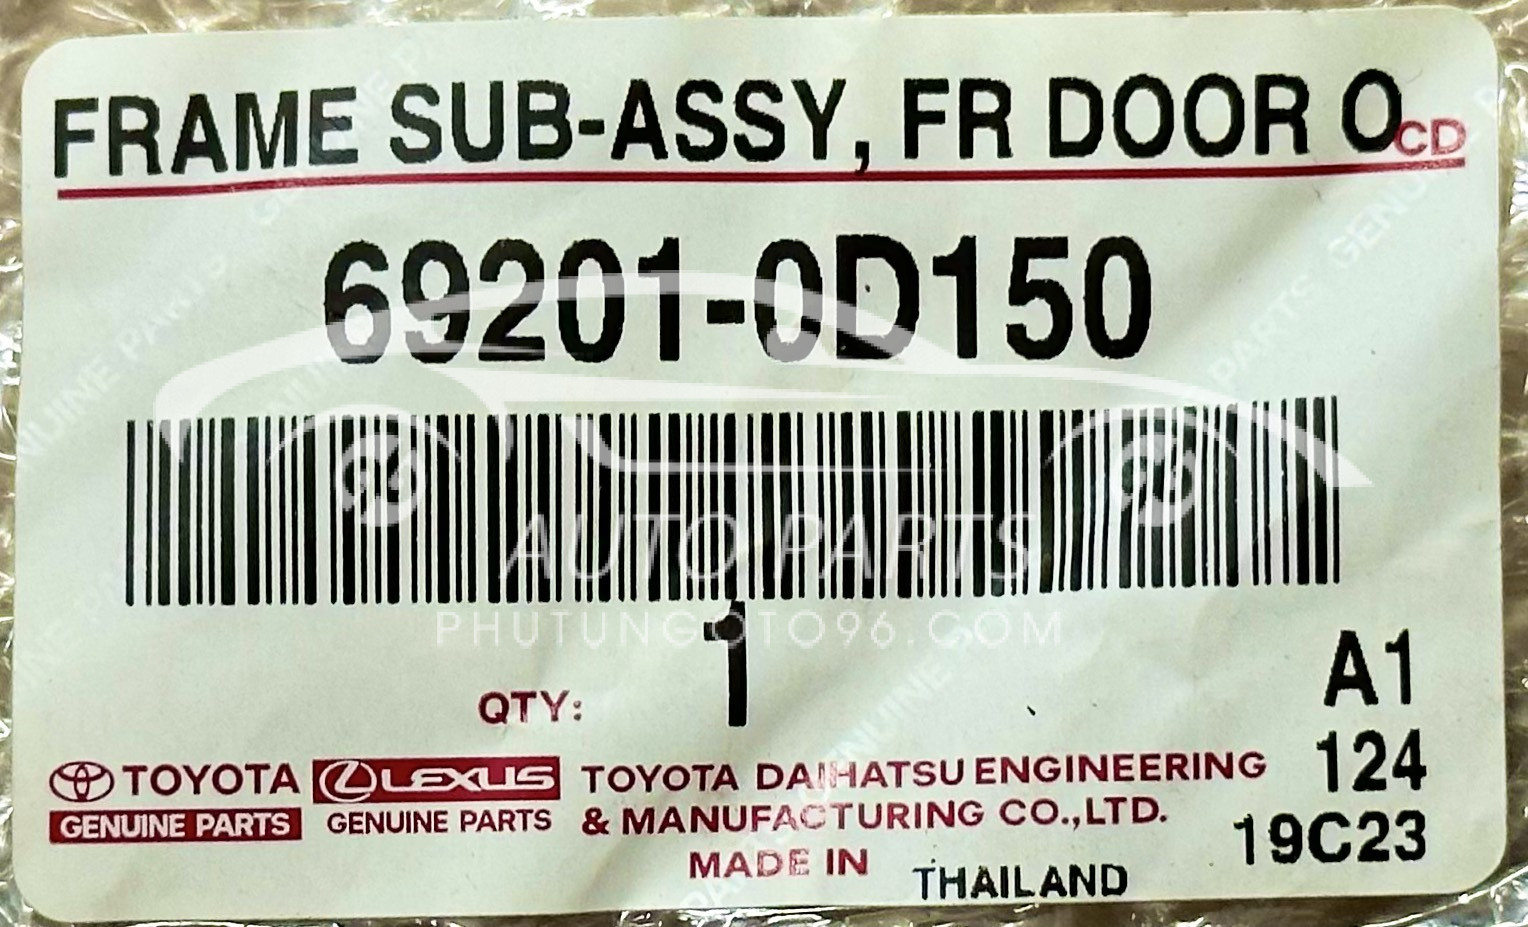 FRAME SUB-ASSY, FR DOOR O
CD
69201-0D150
AUTO PARTS
PHUTUNGOTO96.COM
QTY: 1
A1
124
19C23
TOYOTA
GENUINE PARTS
LEXUS
GENUINE PARTS
TOYOTA DAIHATSU ENGINEERING
& MANUFACTURING CO.,LTD.
MADE IN THAILAND